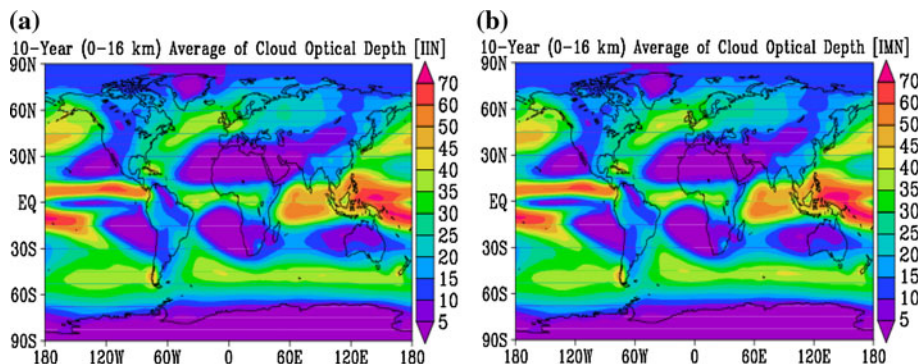 (a)
10-Year (0-16 km) Average of Cloud Optical Depth [IIN]
90N
60N
30N
EQ
30S
60S
90S
180 120W 60W 0 60E 120E 180
70
60
50
45
40
35
30
25
20
15
10
5
(b)
10-Year (0-16 km) Average of Cloud Optical Depth [IMN]
90N
60N
30N
EQ
30S
60S
90S
180 120W 60W 0 60E 120E 180
70
60
50
45
40
35
30
25
20
15
10
5